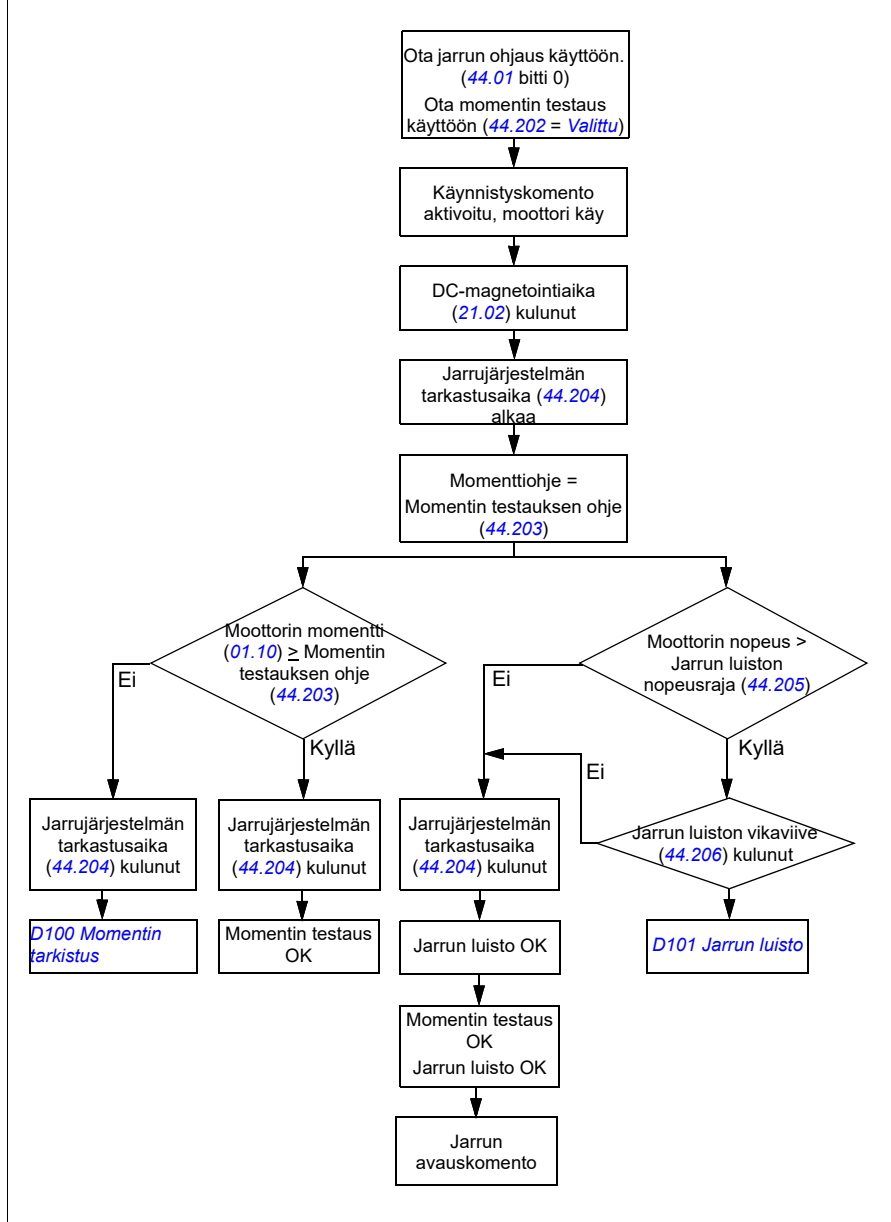 Ota jarrun ohjaus käyttöön.
(44.01 bitti 0)
Ota momentin testaus
käyttöön (44.202 = Valittu)
Käynnistyskomento
aktivoitu, moottori käy
DC-magnetointiaika
(21.02) kulunut
Jarrujärjestelmän
tarkastusaika (44.204)
alkaa
Momenttiohje =
Momentin testauksen ohje
(44.203)
Moottorin momentti
(01.10) ≥ Momentin
testauksen ohje
(44.203)
Ei
Kyllä
Moottorin nopeus >
Jarrun luiston
nopeusraja (44.205)
Ei
Kyllä
Ei
Jarrujärjestelmän
tarkastusaika
(44.204) kulunut
Jarrujärjestelmän
tarkastusaika
(44.204) kulunut
Jarrujärjestelmän
tarkastusaika
(44.204) kulunut
Jarrun luiston vikaviive
(44.206) kulunut
D100 Momentin
tarkistus
Momentin testaus
OK
Jarrun luisto OK
D101 Jarrun luisto
Momentin testaus
OK
Jarrun luisto OK
Jarrun
avauskomento